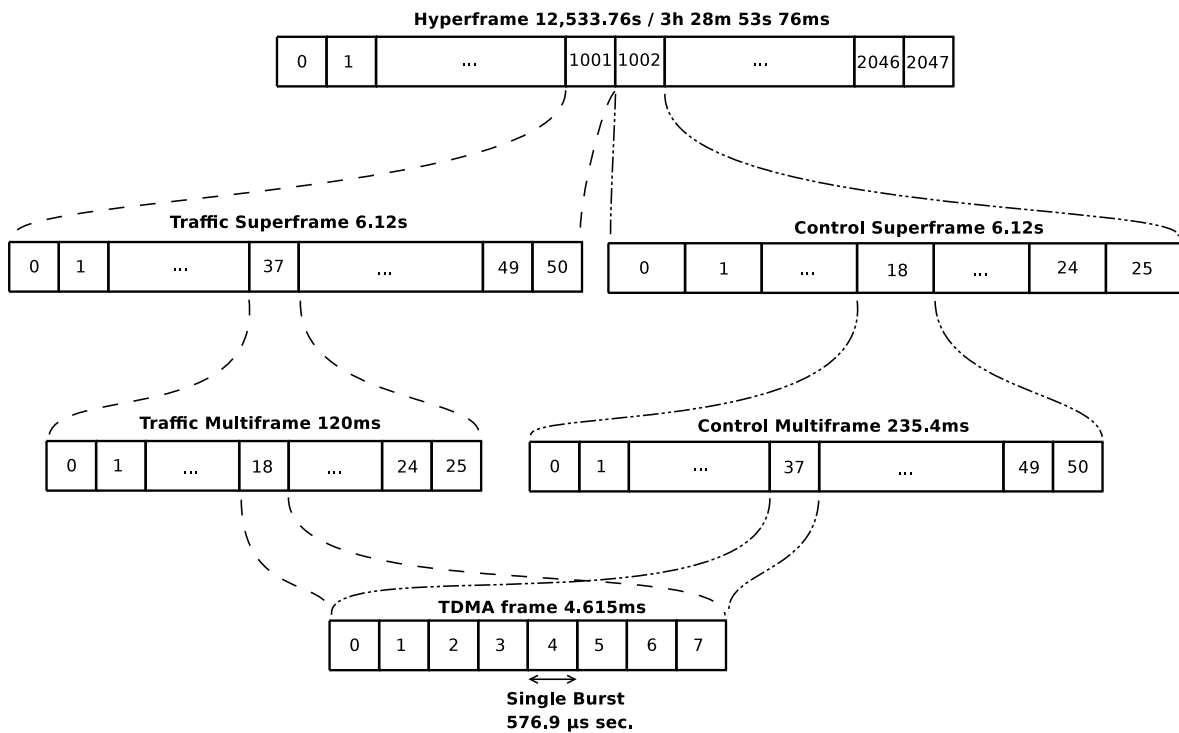 Hyperframe 12,533.76s / 3h 28m 53s 76ms
0 1 ... 1001 1002 ... 2046 2047
Traffic Superframe 6.12s
0 1 ... 37 ... 49 50
Control Superframe 6.12s
0 1 ... 18 ... 24 25
Traffic Multiframe 120ms
0 1 ... 18 ... 24 25
Control Multiframe 235.4ms
0 1 ... 37 ... 49 50
TDMA frame 4.615ms
0 1 2 3 4 5 6 7
Single Burst
576.9 µs sec.